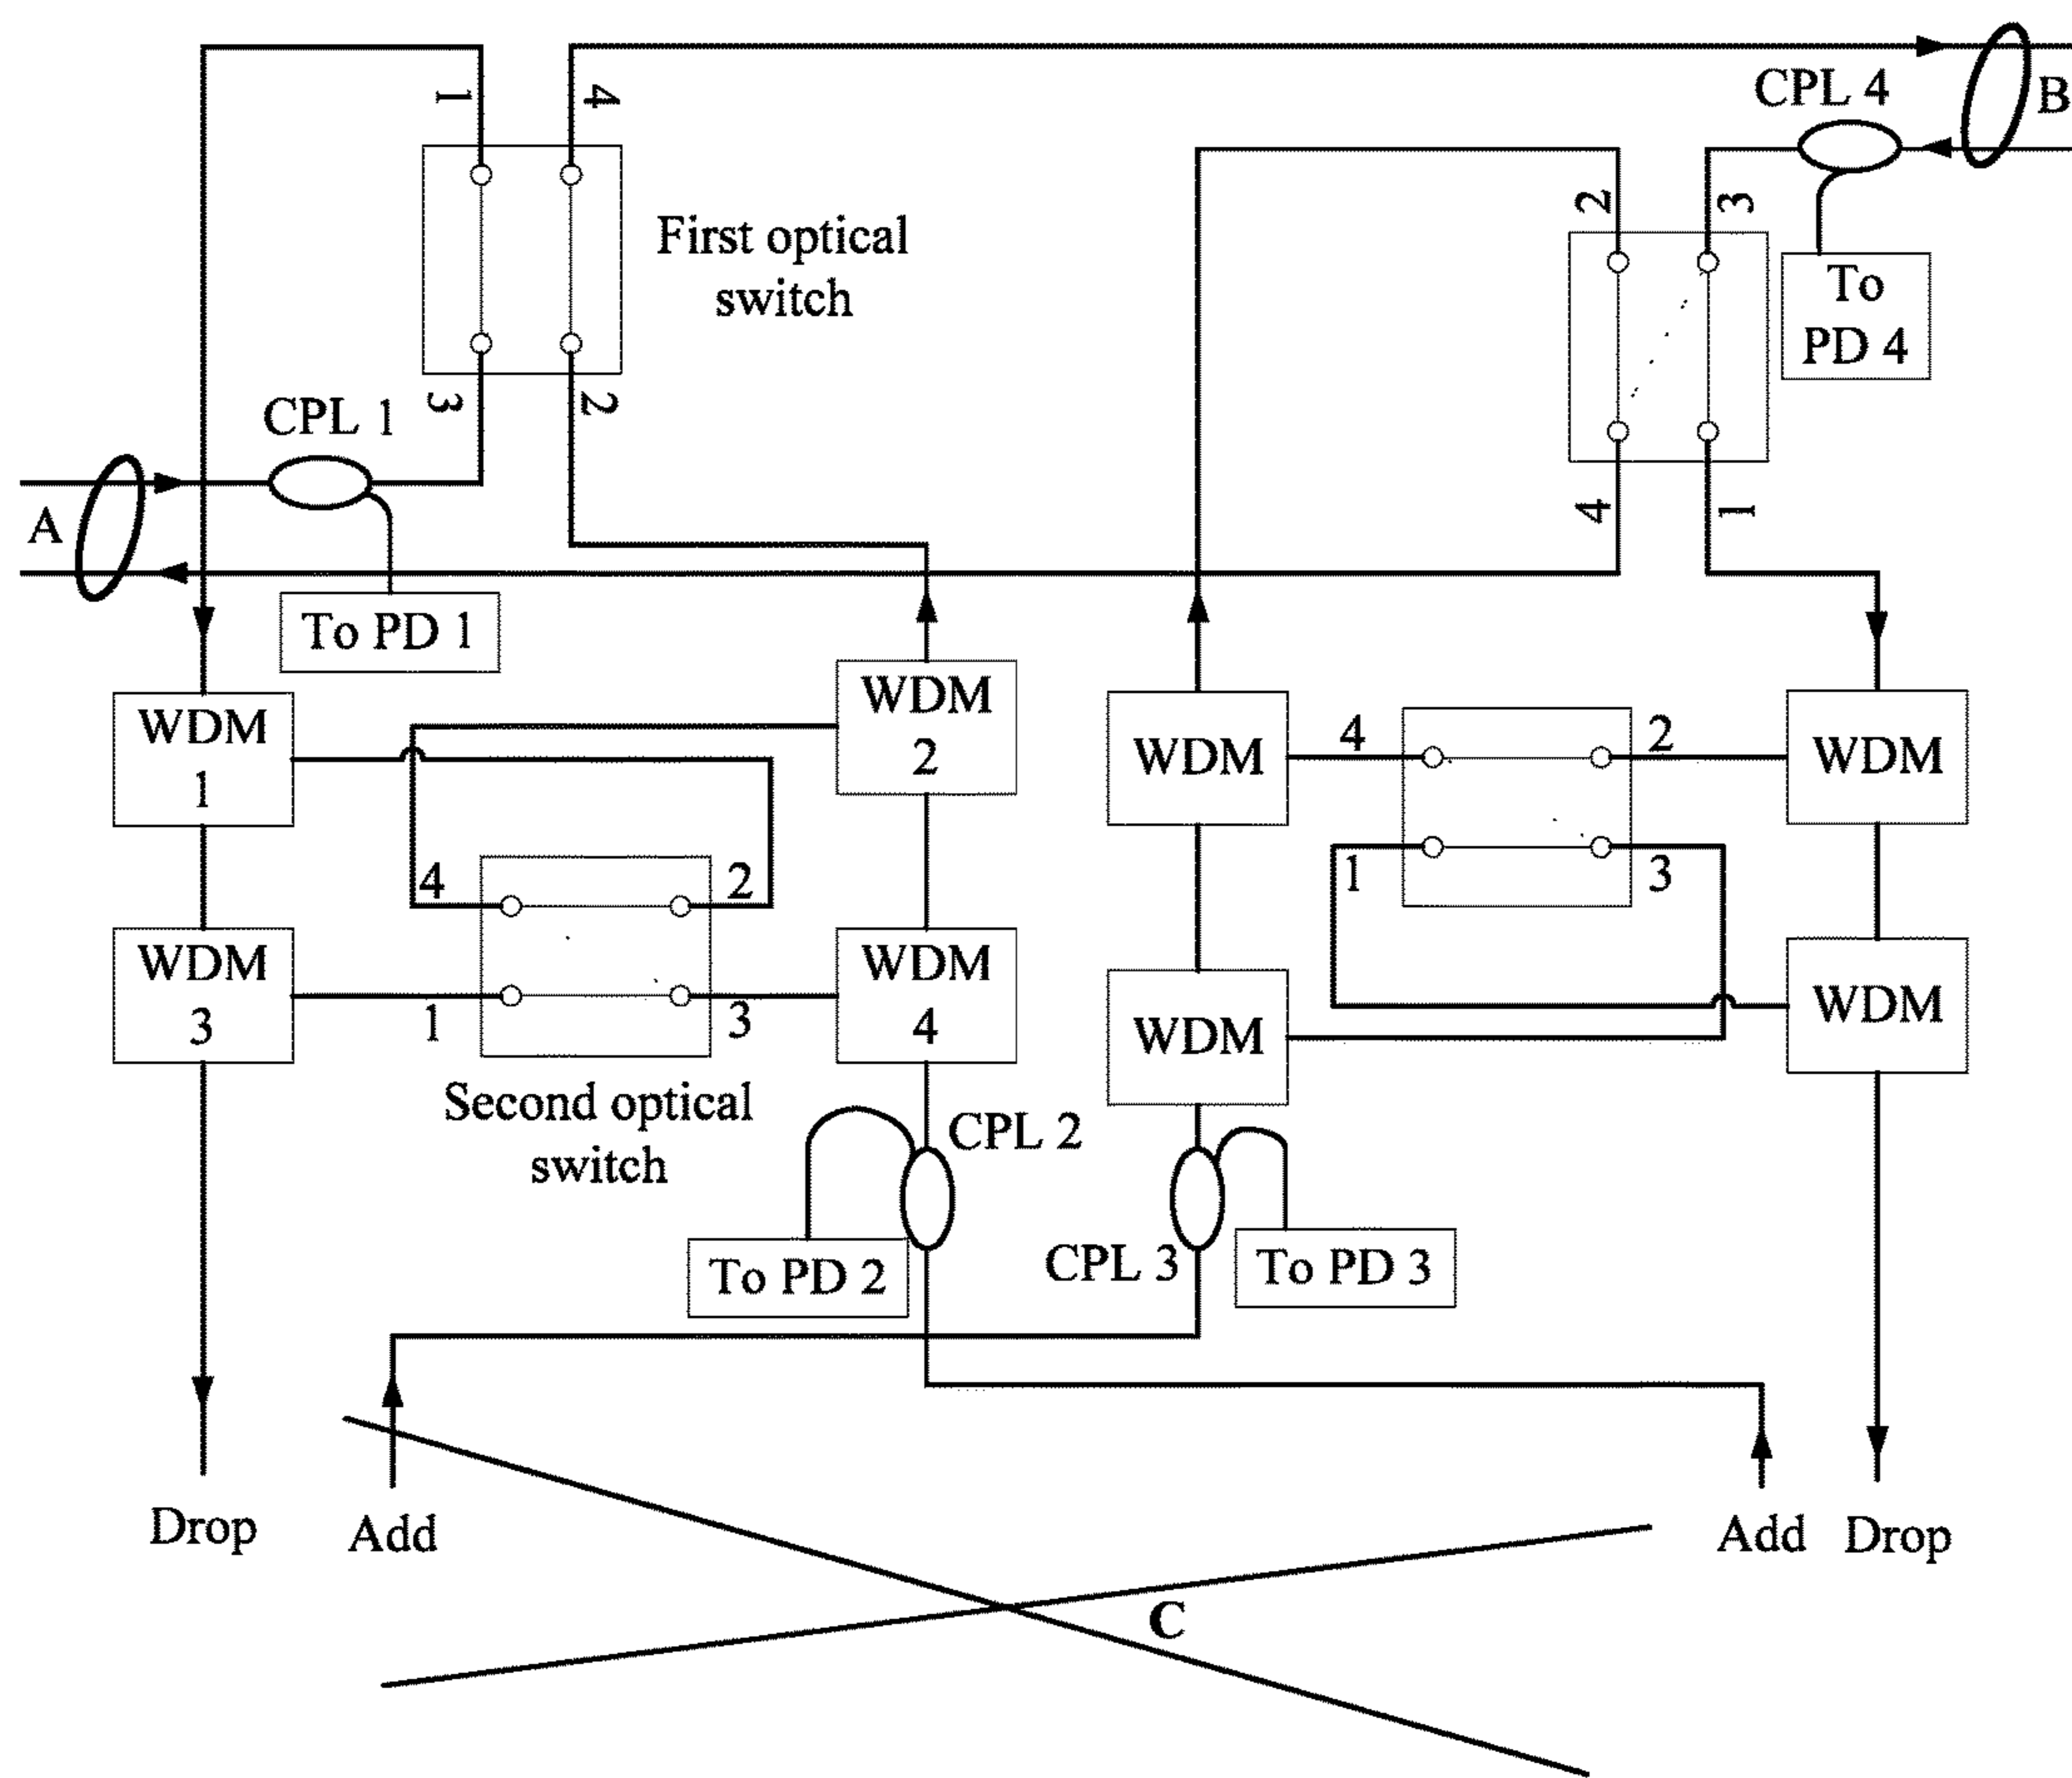 1
4
CPL 4
B
2
3
First optical
switch
To
PD 4
3
2
CPL 1
4
1
A
To PD 1
WDM
1
WDM
2
WDM
4
2
WDM
4
2
1
3
WDM
3
1
3
WDM
4
WDM
WDM
Second optical
switch
CPL 2
To PD 2
CPL 3
To PD 3
Drop
Add
Add
Drop
C